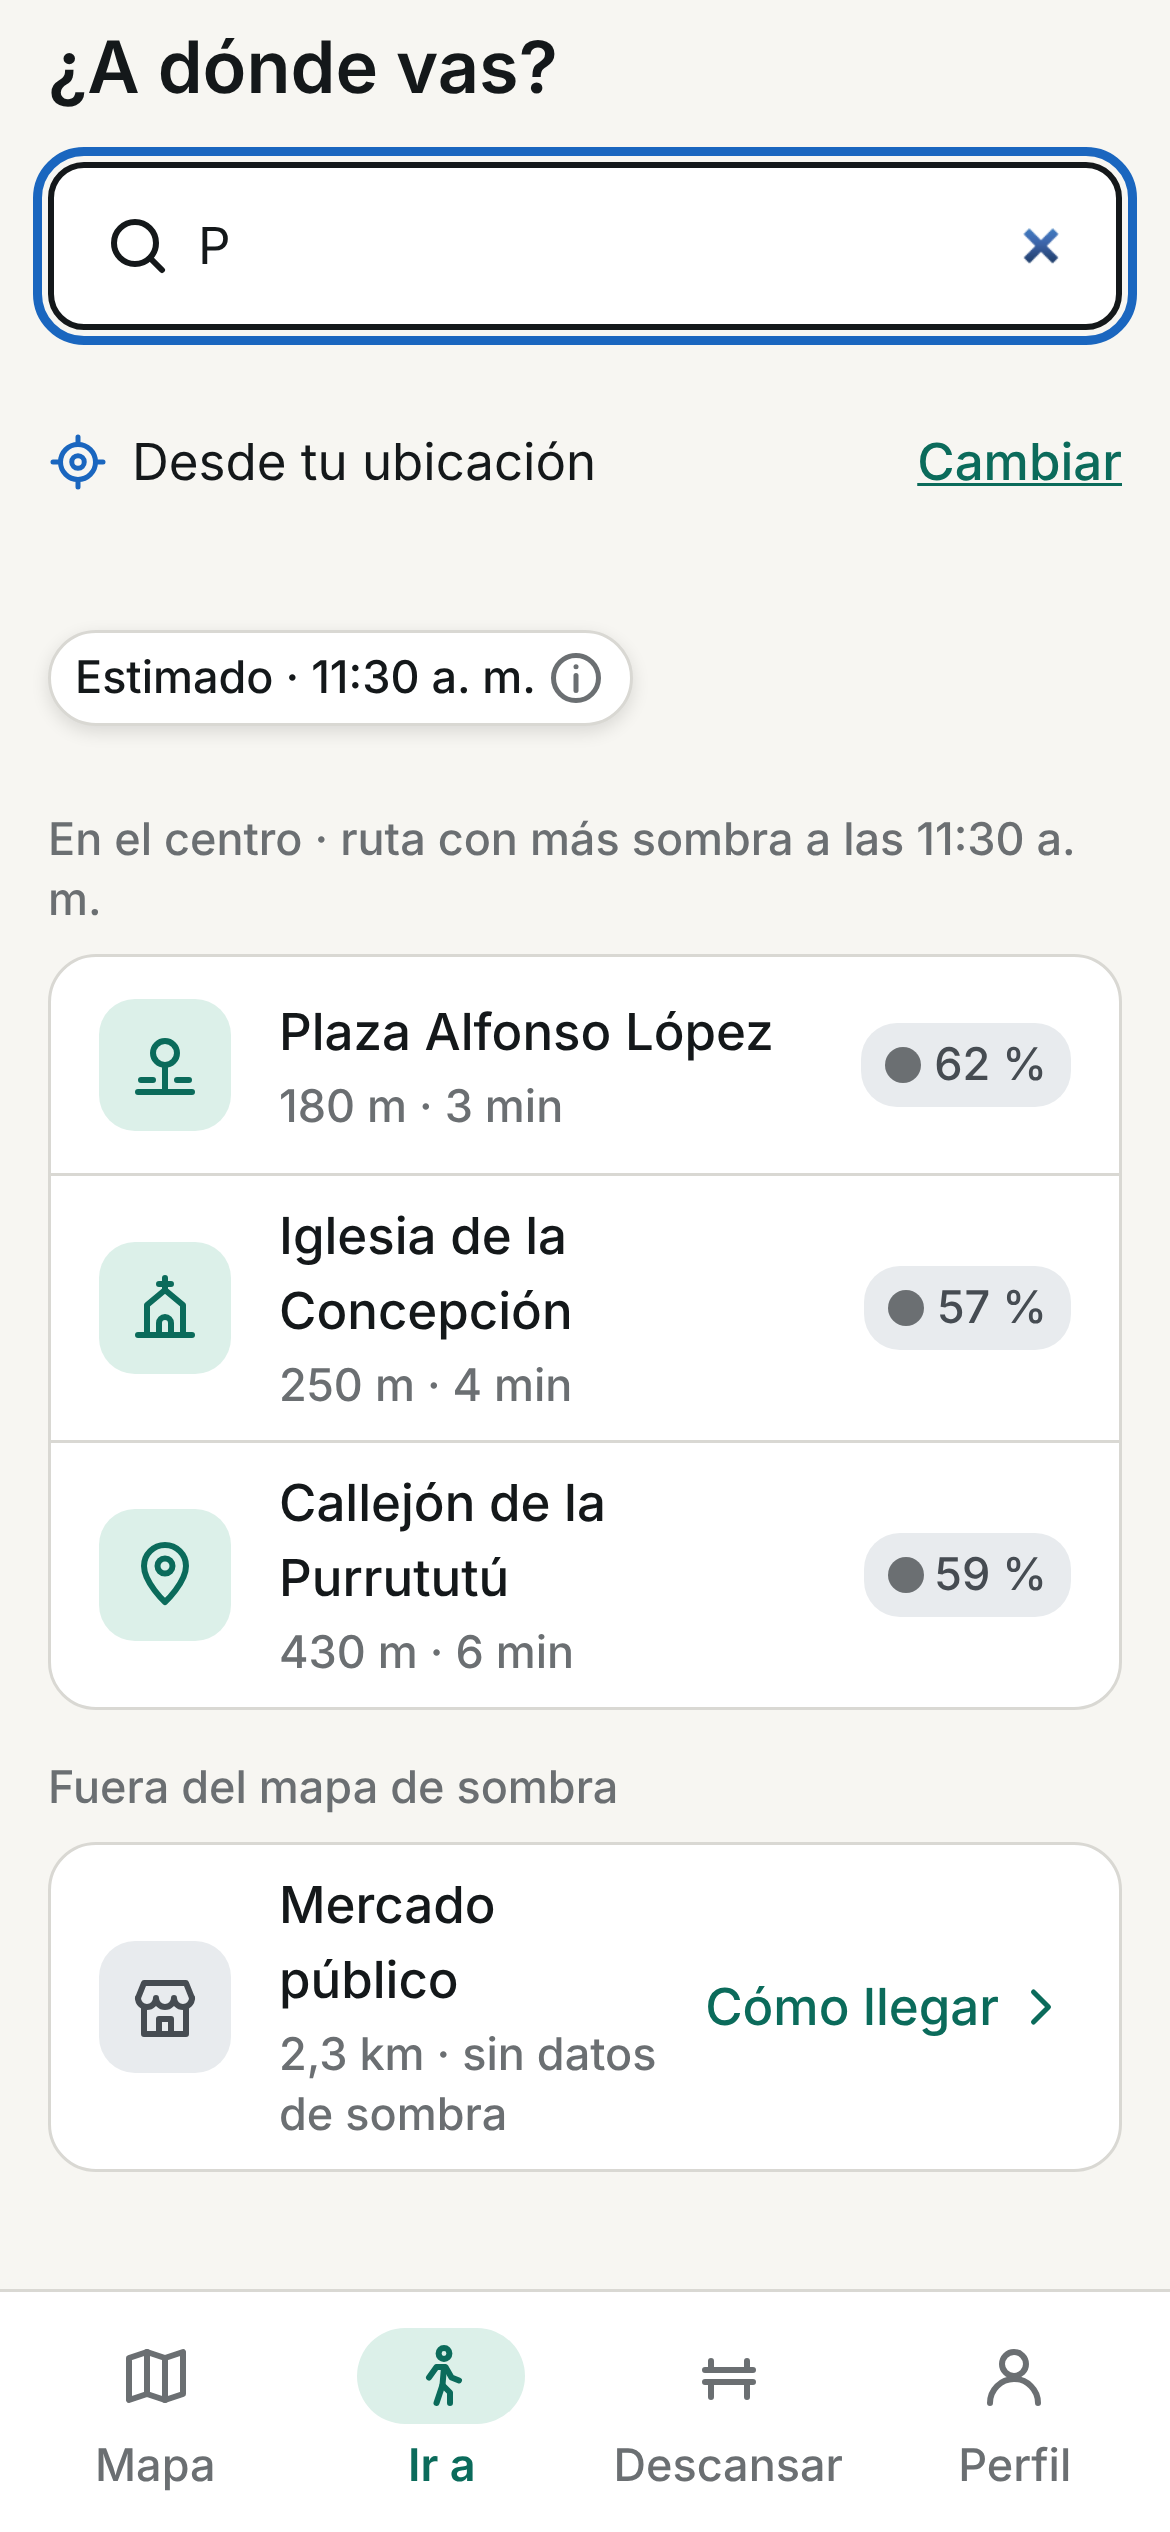 ¿A dónde vas?
P
Desde tu ubicación
Cambiar
Estimado · 11:30 a. m.
En el centro · ruta con más sombra a las 11:30 a.
m.
Plaza Alfonso López
180 m · 3 min
62 %
Iglesia de la
Concepción
250 m · 4 min
57 %
Callejón de la
Purrututú
430 m · 6 min
59 %
Fuera del mapa de sombra
Mercado
público
2,3 km · sin datos
de sombra
Cómo llegar
Mapa
Ir a
Descansar
Perfil